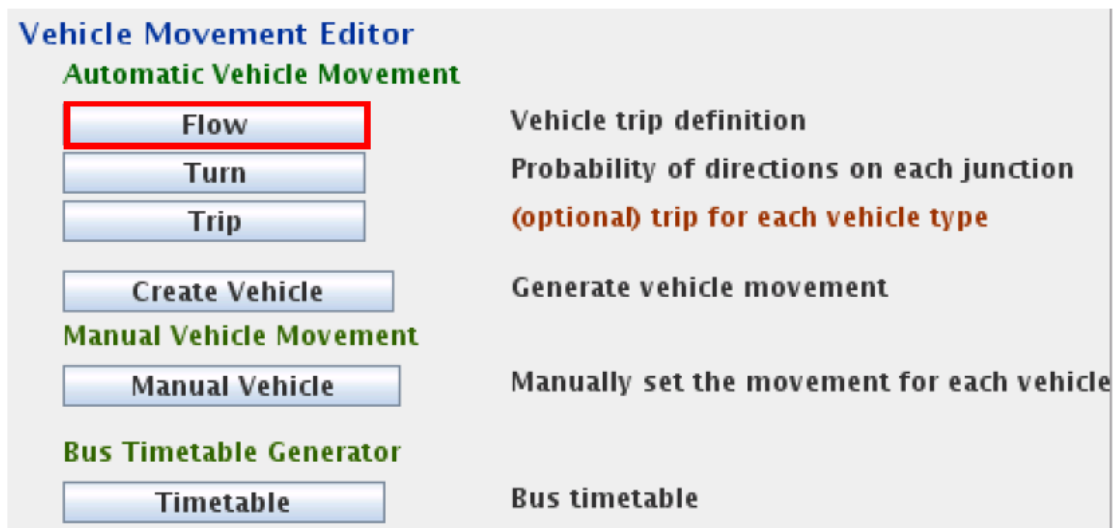 Vehicle Movement Editor
Automatic Vehicle Movement
Flow Vehicle trip definition
Turn Probability of directions on each junction
Trip (optional) trip for each vehicle type
Create Vehicle Generate vehicle movement
Manual Vehicle Movement
Manual Vehicle Manually set the movement for each vehicle
Bus Timetable Generator
Timetable Bus timetable